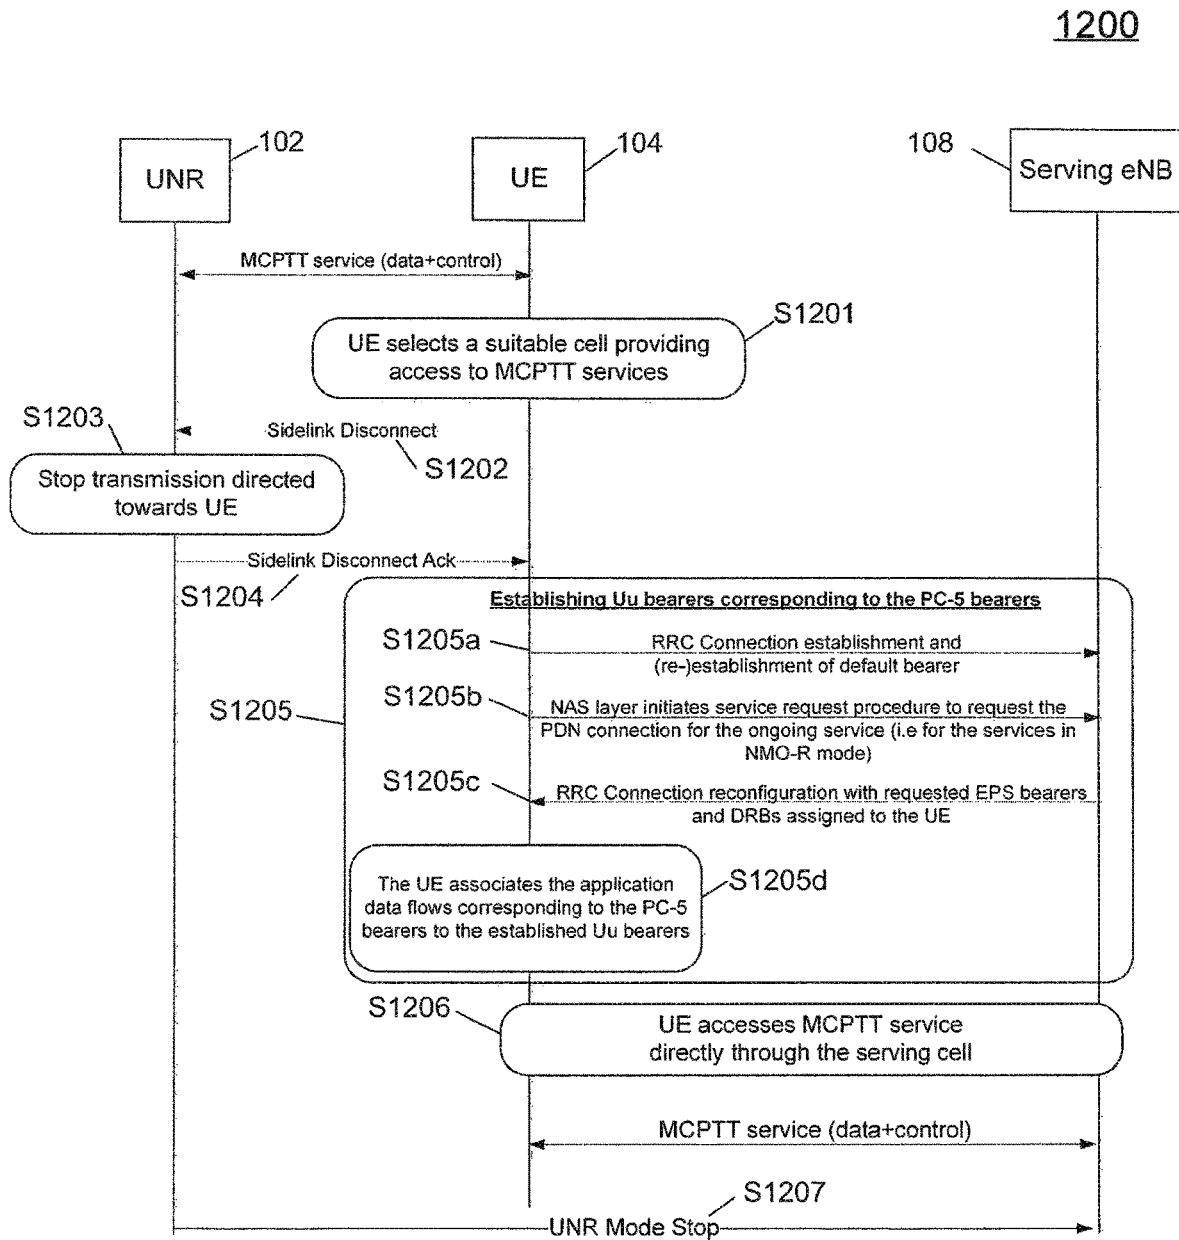 1200
102
104
108
UNR
UE
Serving eNB
MCPTT service (data+control)
S1201
UE selects a suitable cell providing
access to MCPTT services
S1203
Sidelink Disconnect
S1202
Stop transmission directed
towards UE
Sidelink Disconnect Ack
S1204
Establishing Uu bearers corresponding to the PC-5 bearers
S1205a
RRC Connection establishment and
(re-)establishment of default bearer
S1205
S1205b
NAS layer initiates service request procedure to request the
PDN connection for the ongoing service (i.e for the services in
NMO-R mode)
S1205c
RRC Connection reconfiguration with requested EPS bearers
and DRBs assigned to the UE
S1205d
The UE associates the application
data flows corresponding to the PC-5
bearers to the established Uu bearers
S1206
UE accesses MCPTT service
directly through the serving cell
MCPTT service (data+control)
S1207
UNR Mode Stop